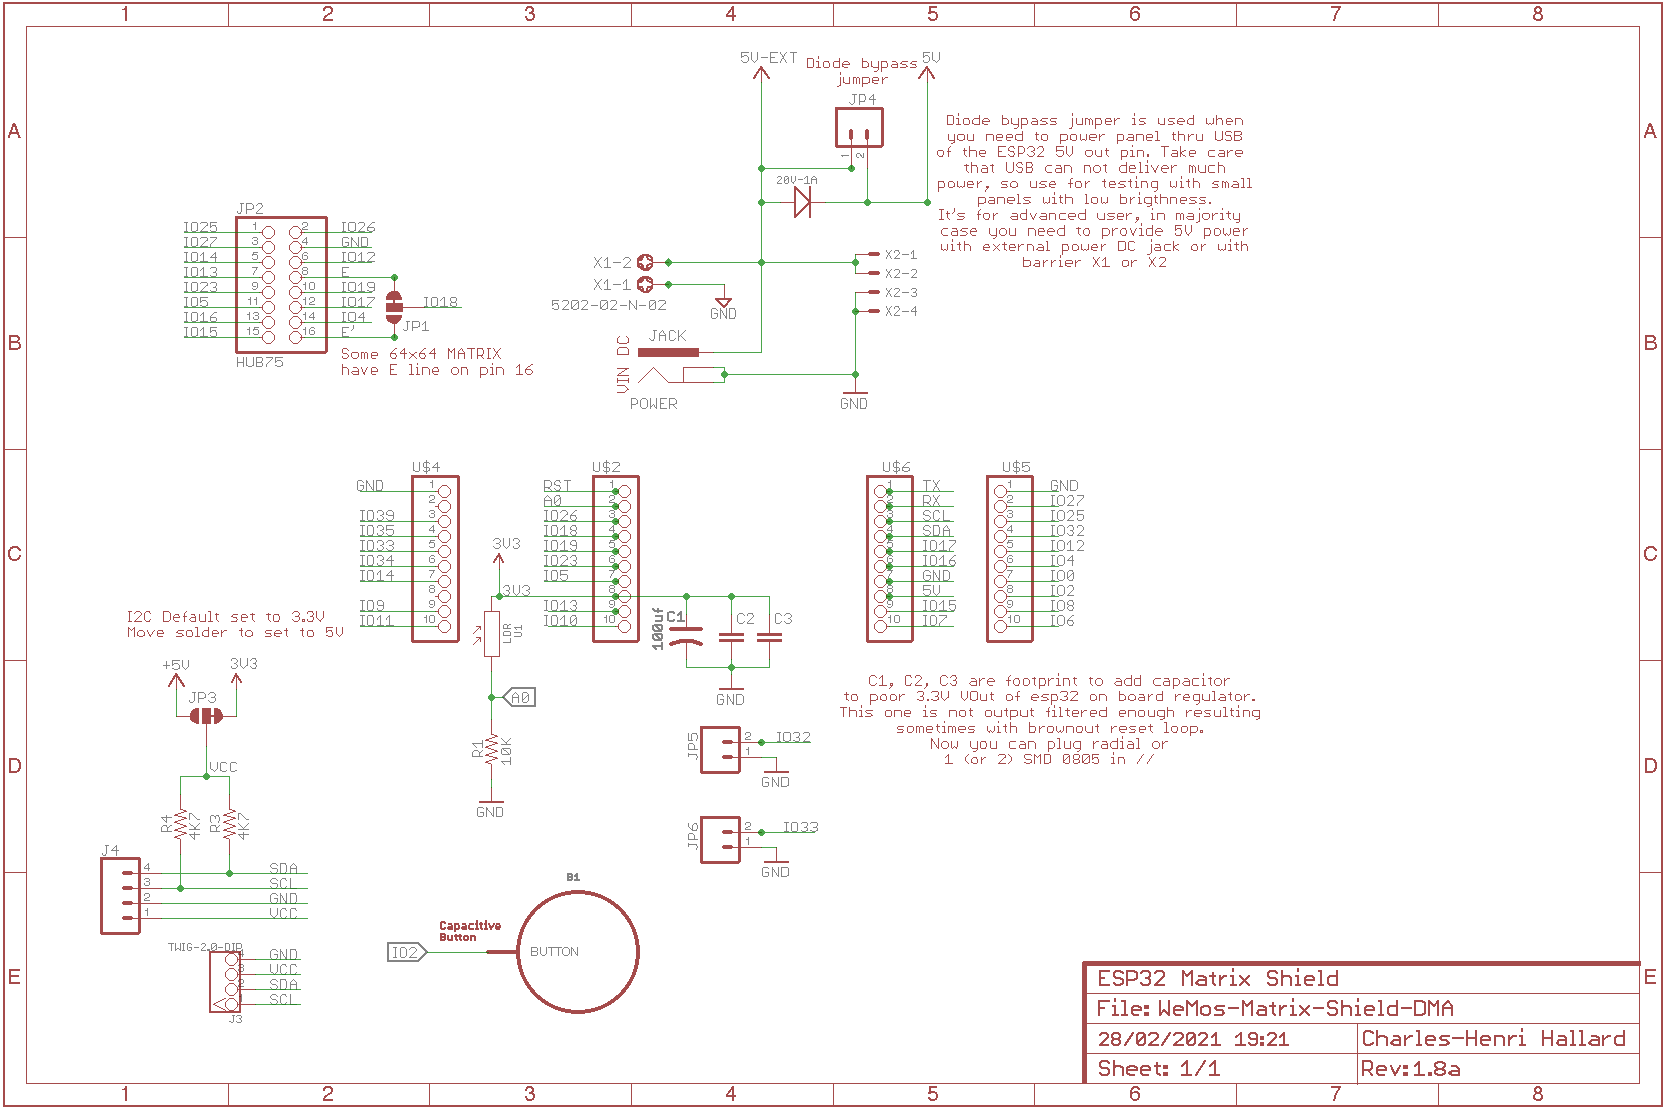 1 2 3 4 5 6 7 8
A
B
C
D
E
A
B
C
D
E
5V-EXT
Diode bypass
jumper
5V
JP4
1 2
20V-1A
Diode bypass jumper is used when
you need to power panel thru USB
of the ESP32 5V out pin. Take care
that USB can not deliver much
power, so use for testing with small
panels with low brigthness.
It's for advanced user, in majority
case you need to provide 5V power
with external power DC jack or with
barrier X1 or X2
JP2
IO25 1 2 IO26
IO27 3 4 GND
IO14 5 6 IO12
IO13 7 8 E
IO23 9 10 IO19
IO5 11 12 IO17
IO16 13 14 IO4
IO15 15 16 E'
HUB75
IO18
JP1
Some 64x64 MATRIX
have E line on pin 16
X1-2
X1-1
5202-02-N-02
GND
X2-1
X2-2
X2-3
X2-4
JACK
VIN DC
POWER
GND
U$4
GND 1
2
IO39 3
IO35 4
IO33 5
IO34 6
IO14 7
8
IO9 9
IO11 10
U$2
RST 1
A0 2
IO26 3
IO18 4
IO19 5
IO23 6
IO5 7
3V3 8
IO13 9
IO10 10
3V3
LDR
U1
A0
R1
10K
GND
100uf
C1
C2
C3
GND
U$6
1 TX
2 RX
3 SCL
4 SDA
5 IO17
6 IO16
7 GND
8 5V
9 IO15
10 IO7
U$5
1 GND
2 IO27
3 IO25
4 IO32
5 IO12
6 IO4
7 IO0
8 IO2
9 IO8
10 IO6
I2C Default set to 3.3V
Move solder to set to 5V
+5V
3V3
JP3
VCC
R4
4K7
R3
4K7
J4
4 SDA
3 SCL
2 GND
1 VCC
TWIG-2.0-DIP
4 GND
3 VCC
2 SDA
1 SCL
J3
C1, C2, C3 are footprint to add capacitor
to poor 3.3V VOut of esp32 on board regulator.
This one is not output filtered enough resulting
sometimes with brownout reset loop.
Now you can plug radial or
1 (or 2) SMD 0805 in //
JP5
2 IO32
1
GND
JP6
2 IO33
1
GND
B1
Capacitive
Button
IO2
BUTTON
ESP32 Matrix Shield
File: WeMos-Matrix-Shield-DMA
28/02/2021 19:21
Charles-Henri Hallard
Sheet: 1/1
Rev:1.8a
1 2 3 4 5 6 7 8